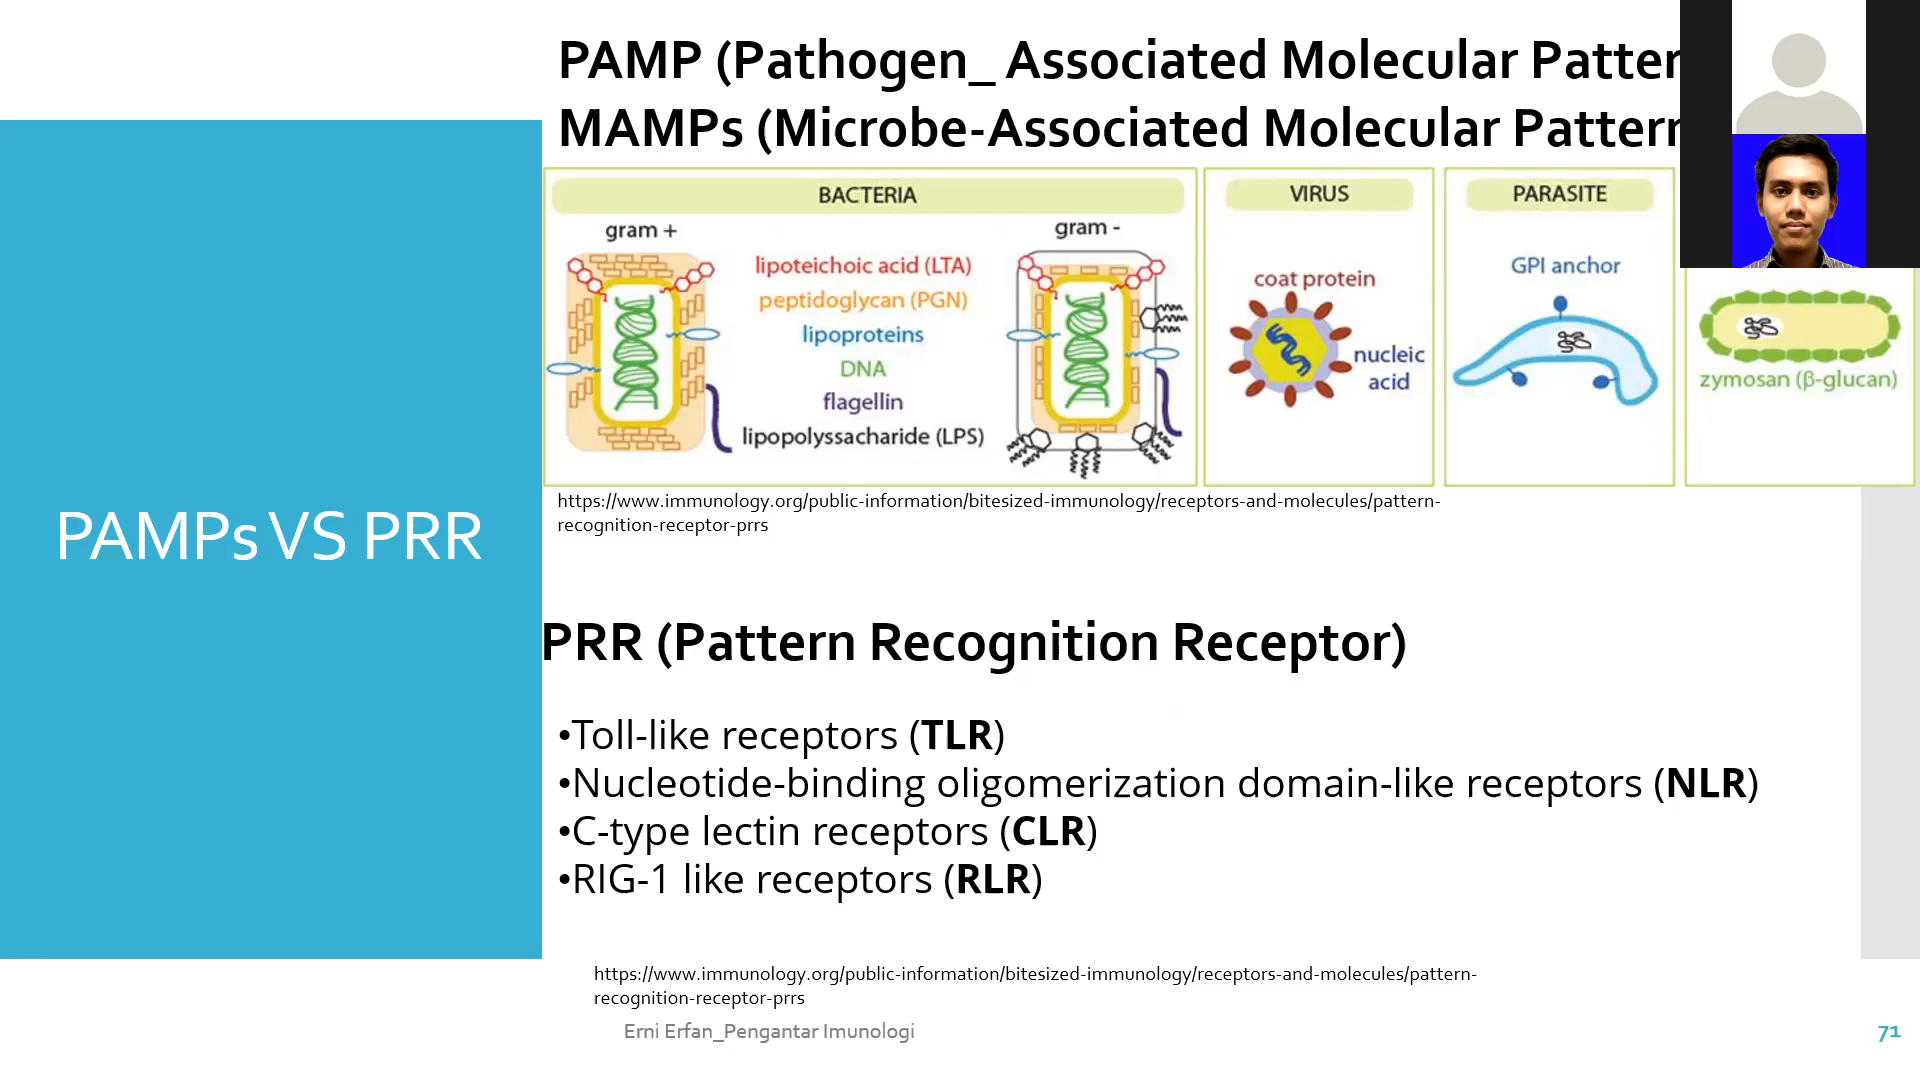 PAMP (Pathogen_ Associated Molecular Patter
MAMPs (Microbe-Associated Molecular Pattern
BACTERIA
gram +
gram -
lipoteichoic acid (LTA)
peptidoglycan (PGN)
lipoproteins
DNA
flagellin
lipopolyssacharide (LPS)
VIRUS
coat protein
nucleic
acid
PARASITE
GPI anchor
zymosan (β-glucan)
https://www.immunology.org/public-information/bitesized-immunology/receptors-and-molecules/pattern-
recognition-receptor-prrs
PAMPs VS PRR
PRR (Pattern Recognition Receptor)
•Toll-like receptors (TLR)
•Nucleotide-binding oligomerization domain-like receptors (NLR)
•C-type lectin receptors (CLR)
•RIG-1 like receptors (RLR)
https://www.immunology.org/public-information/bitesized-immunology/receptors-and-molecules/pattern-
recognition-receptor-prrs
Erni Erfan_Pengantar Imunologi
71